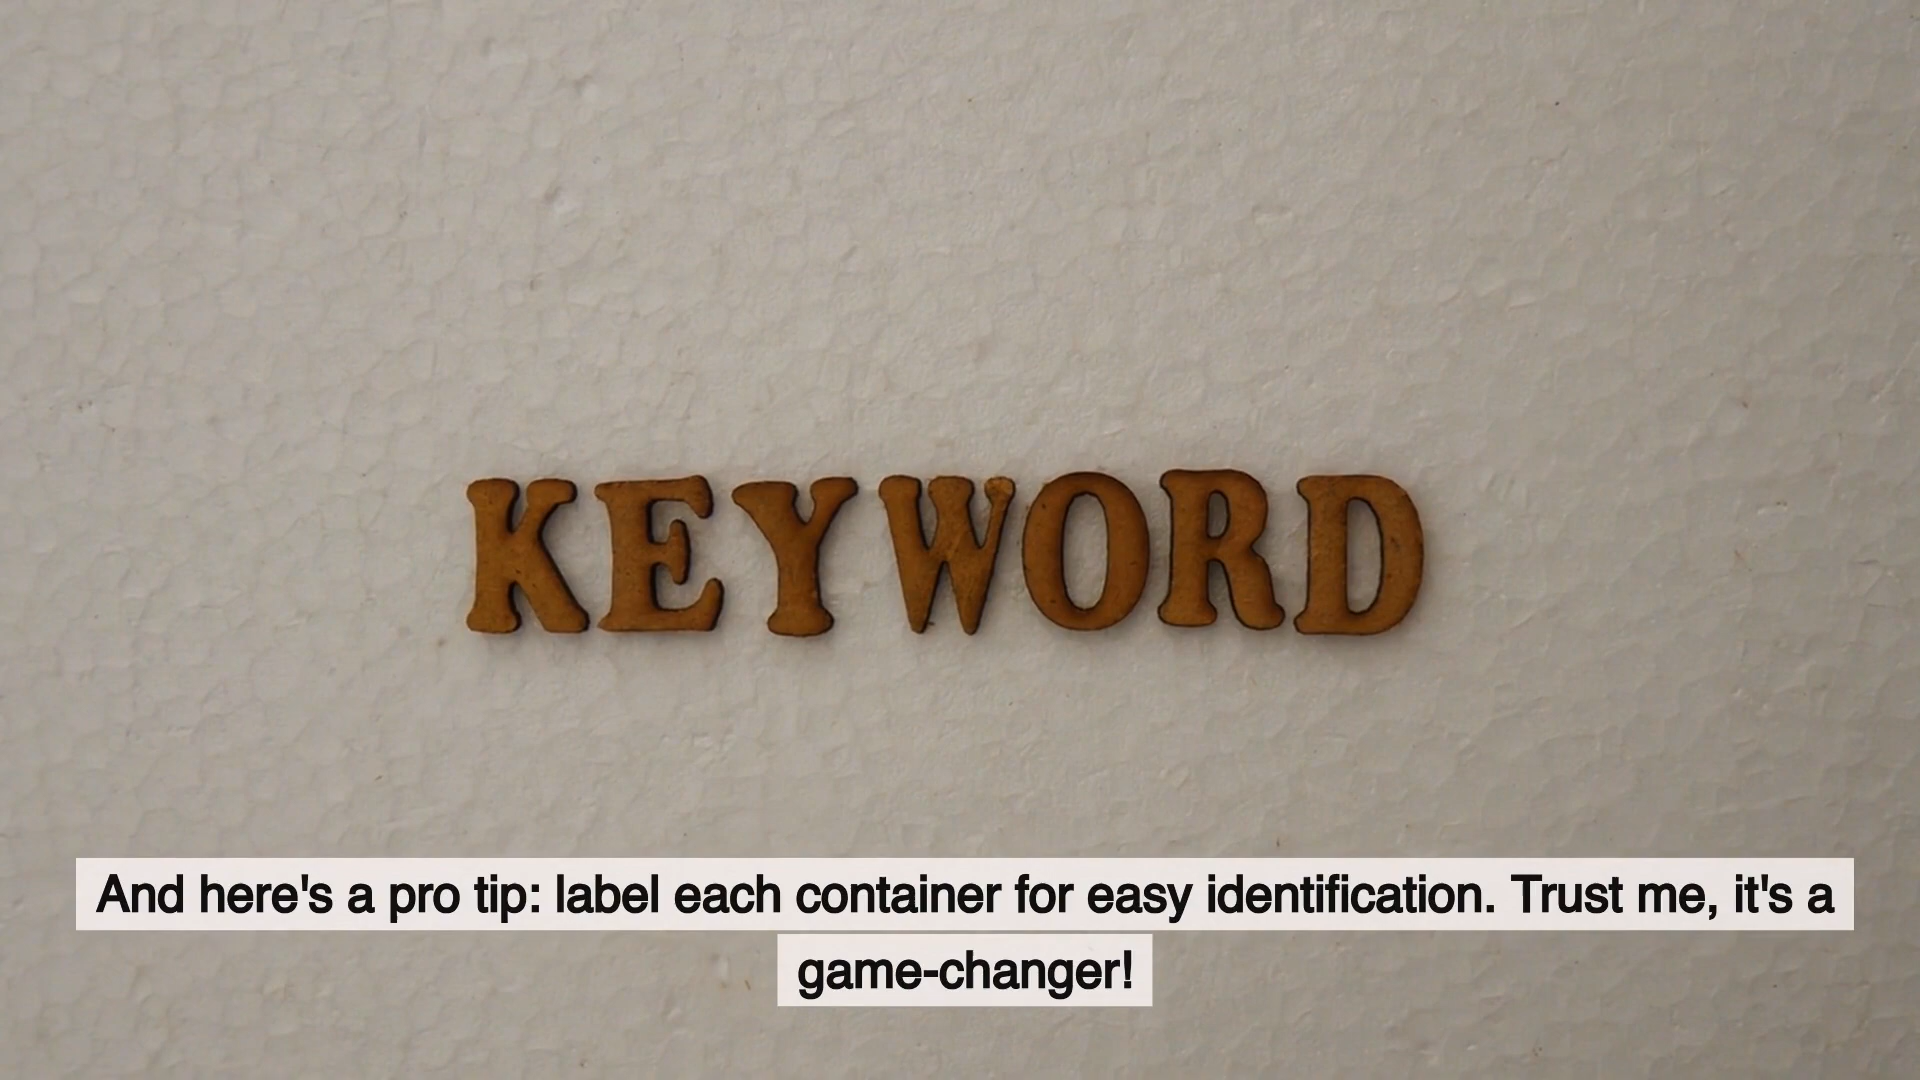 KEYWORD
And here's a pro tip: label each container for easy identification. Trust me, it's a
game-changer!